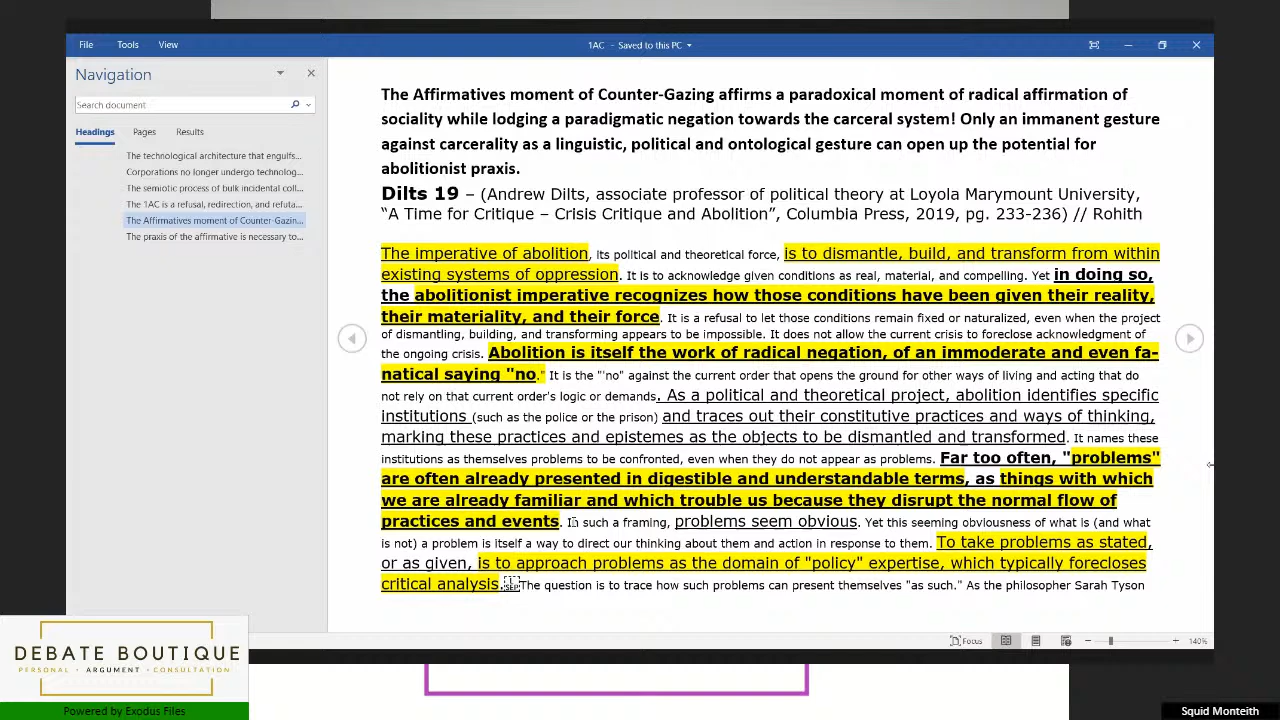 File Tools View 1AC - Saved to this PC
Navigation
Search document
Headings Pages Results
The technological architecture that engulfs...
Corporations no longer undergo technolog...
The semiotic process of bulk incidental coll...
The 1AC is a refusal, redirection, and refuta...
The Affirmatives moment of Counter-Gazin...
The praxis of the affirmative is necessary to...
The Affirmatives moment of Counter-Gazing affirms a paradoxical moment of radical affirmation of
sociality while lodging a paradigmatic negation towards the carceral system! Only an immanent gesture
against carcerality as a linguistic, political and ontological gesture can open up the potential for
abolitionist praxis.
Dilts 19 – (Andrew Dilts, associate professor of political theory at Loyola Marymount University,
“A Time for Critique – Crisis Critique and Abolition”, Columbia Press, 2019, pg. 233-236) // Rohith
The imperative of abolition, its political and theoretical force, is to dismantle, build, and transform from within
existing systems of oppression. It is to acknowledge given conditions as real, material, and compelling. Yet in doing so,
the abolitionist imperative recognizes how those conditions have been given their reality,
their materiality, and their force. It is a refusal to let those conditions remain fixed or naturalized, even when the project
of dismantling, building, and transforming appears to be impossible. It does not allow the current crisis to foreclose acknowledgment of
the ongoing crisis. Abolition is itself the work of radical negation, of an immoderate and even fa-
natical saying "no." It is the "'no" against the current order that opens the ground for other ways of living and acting that do
not rely on that current order's logic or demands. As a political and theoretical project, abolition identifies specific
institutions (such as the police or the prison) and traces out their constitutive practices and ways of thinking,
marking these practices and epistemes as the objects to be dismantled and transformed. It names these
institutions as themselves problems to be confronted, even when they do not appear as problems. Far too often, "problems"
are often already presented in digestible and understandable terms, as things with which
we are already familiar and which trouble us because they disrupt the normal flow of
practices and events. In such a framing, problems seem obvious. Yet this seeming obviousness of what is (and what
is not) a problem is itself a way to direct our thinking about them and action in response to them. To take problems as stated,
or as given, is to approach problems as the domain of "policy" expertise, which typically forecloses
critical analysis. The question is to trace how such problems can present themselves "as such." As the philosopher Sarah Tyson
Focus 140%
DEBATE BOUTIQUE
PERSONAL • ARGUMENT • CONSULTATION
Powered by Exodus Files
Squid Monteith